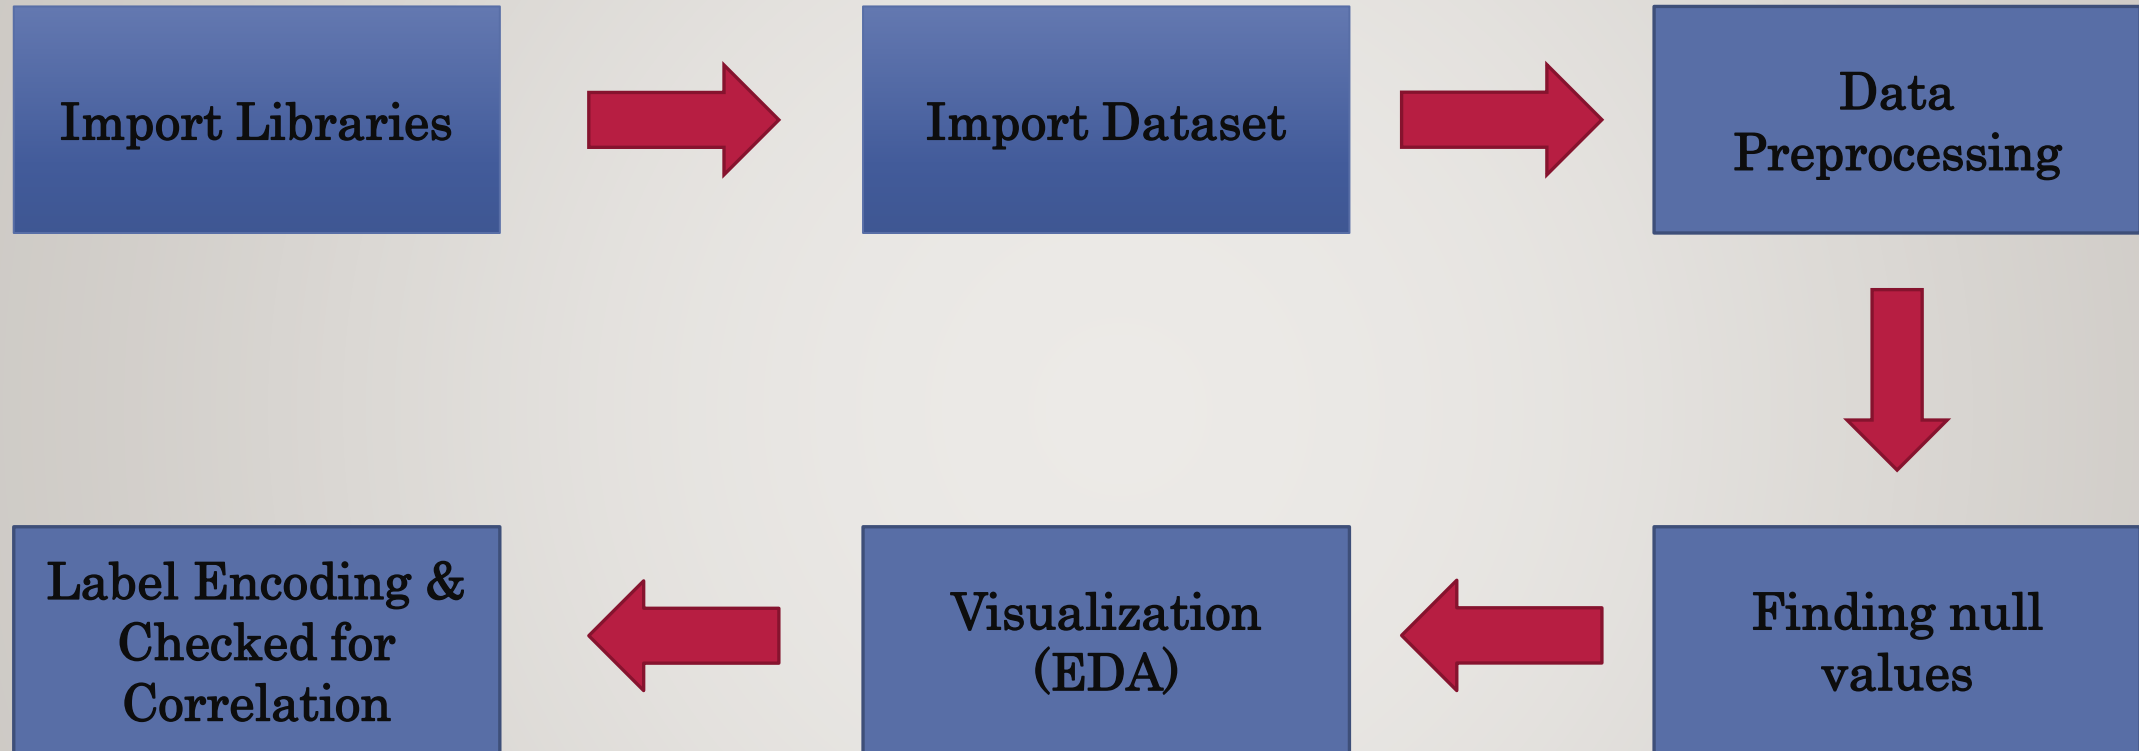 Import Libraries
Import Dataset
Data
Preprocessing
Finding null
values
Visualization
(EDA)
Label Encoding &
Checked for
Correlation